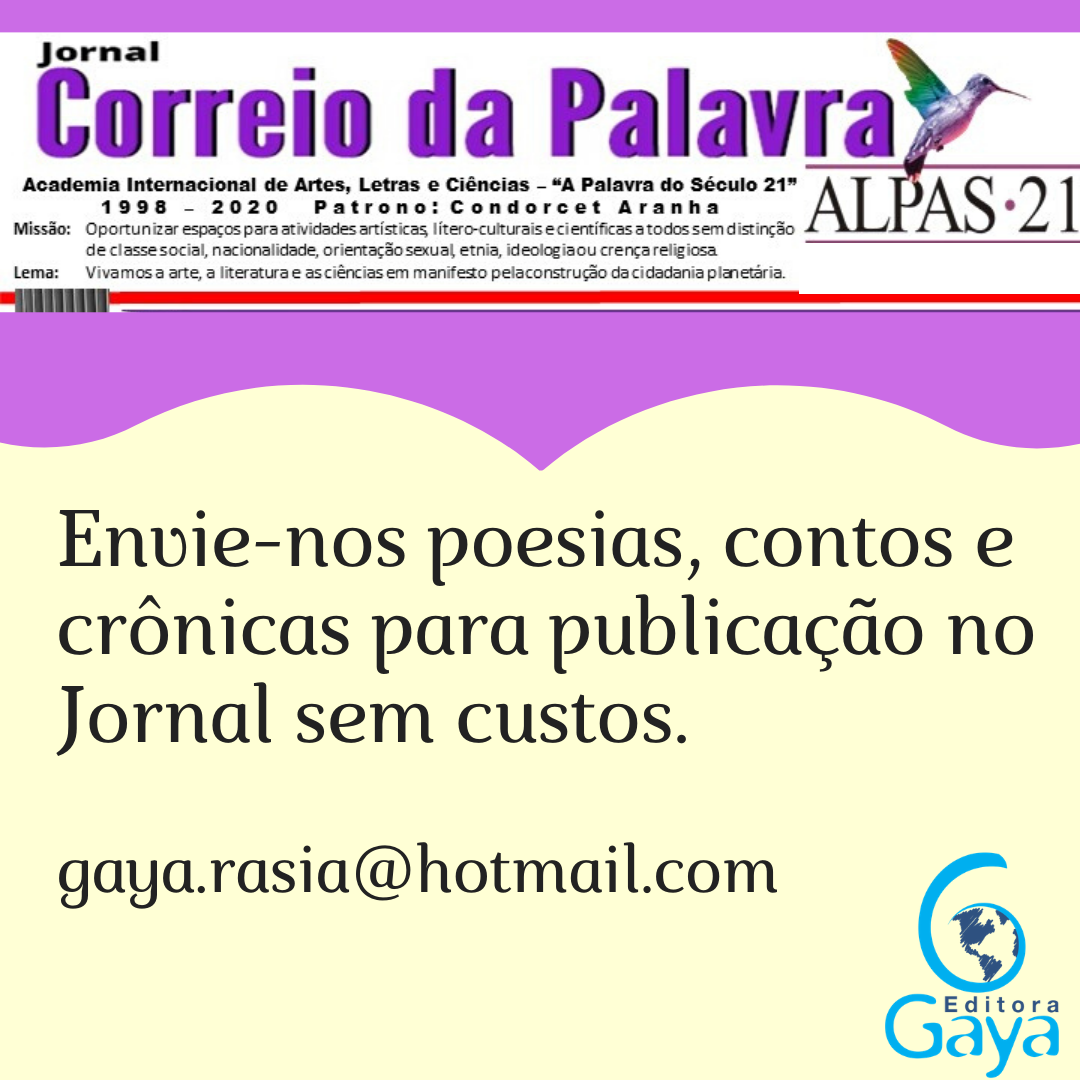 Jornal
Correio da Palavra
Academia Internacional de Artes, Letras e Ciências – “A Palavra do Século 21”
1998 – 2020 Patrono: Condorcet Aranha
ALPAS·21
Missão: Oportunizar espaços para atividades artísticas, lítero-culturais e científicas a todos sem distinção
de classe social, nacionalidade, orientação sexual, etnia, ideologia ou crença religiosa.
Lema: Vivamos a arte, a literatura e as ciências em manifesto pela construção da cidadania planetária.
Envie-nos poesias, contos e
crônicas para publicação no
Jornal sem custos.
gaya.rasia@hotmail.com
Editora
Gaya